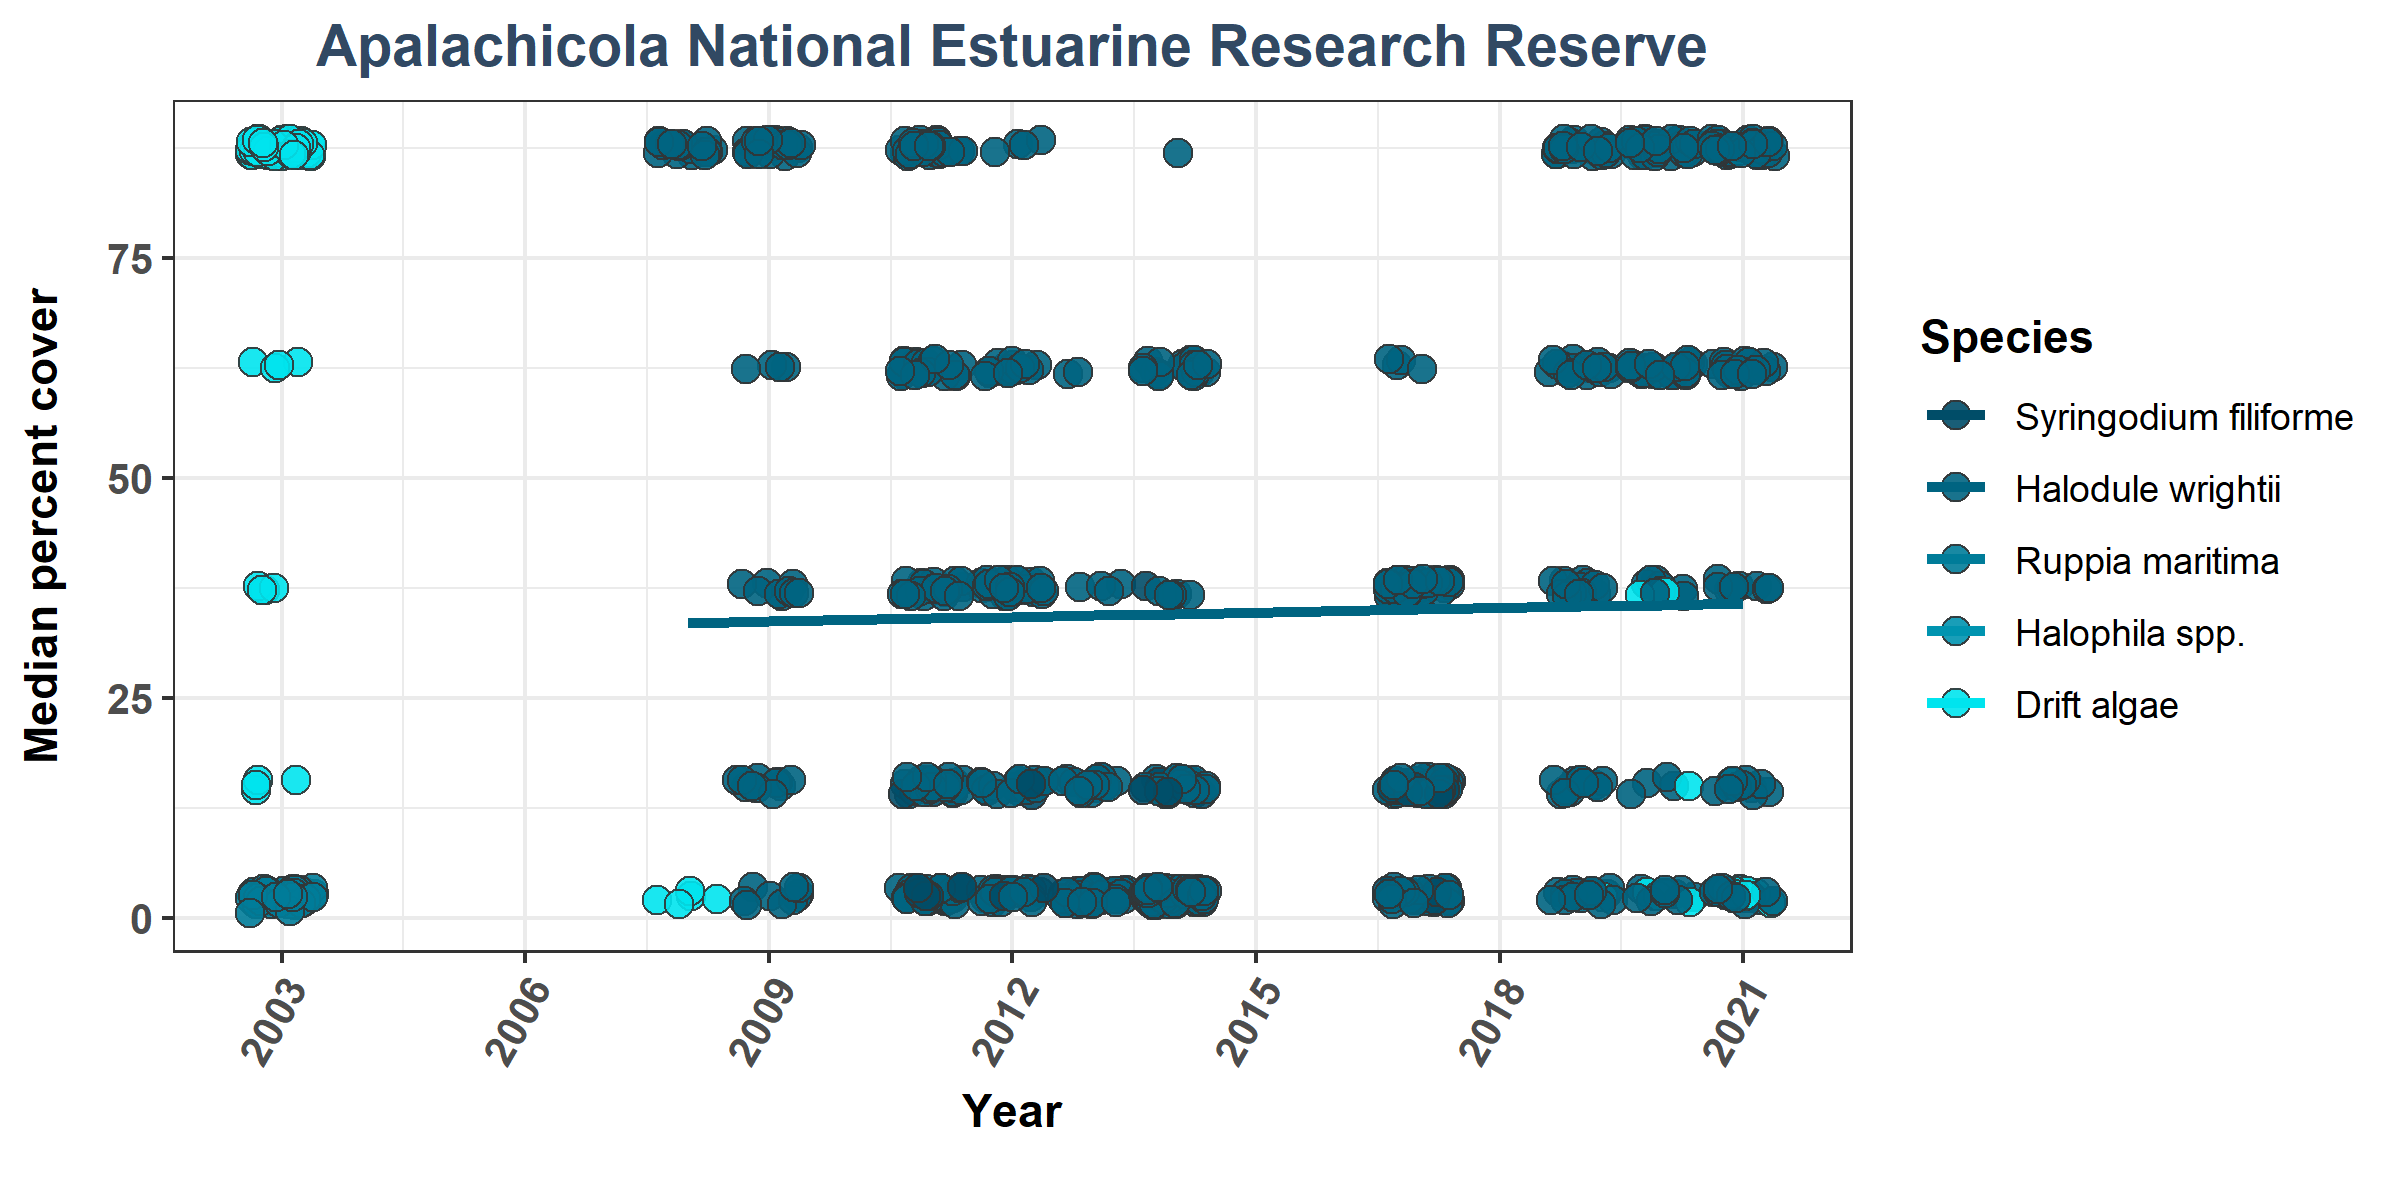 Apalachicola National Estuarine Research Reserve
Median percent cover
75
50
25
0
2003
2006
2009
2012
2015
2018
2021
Year
Species
Syringodium filiforme
Halodule wrightii
Ruppia maritima
Halophila spp.
Drift algae